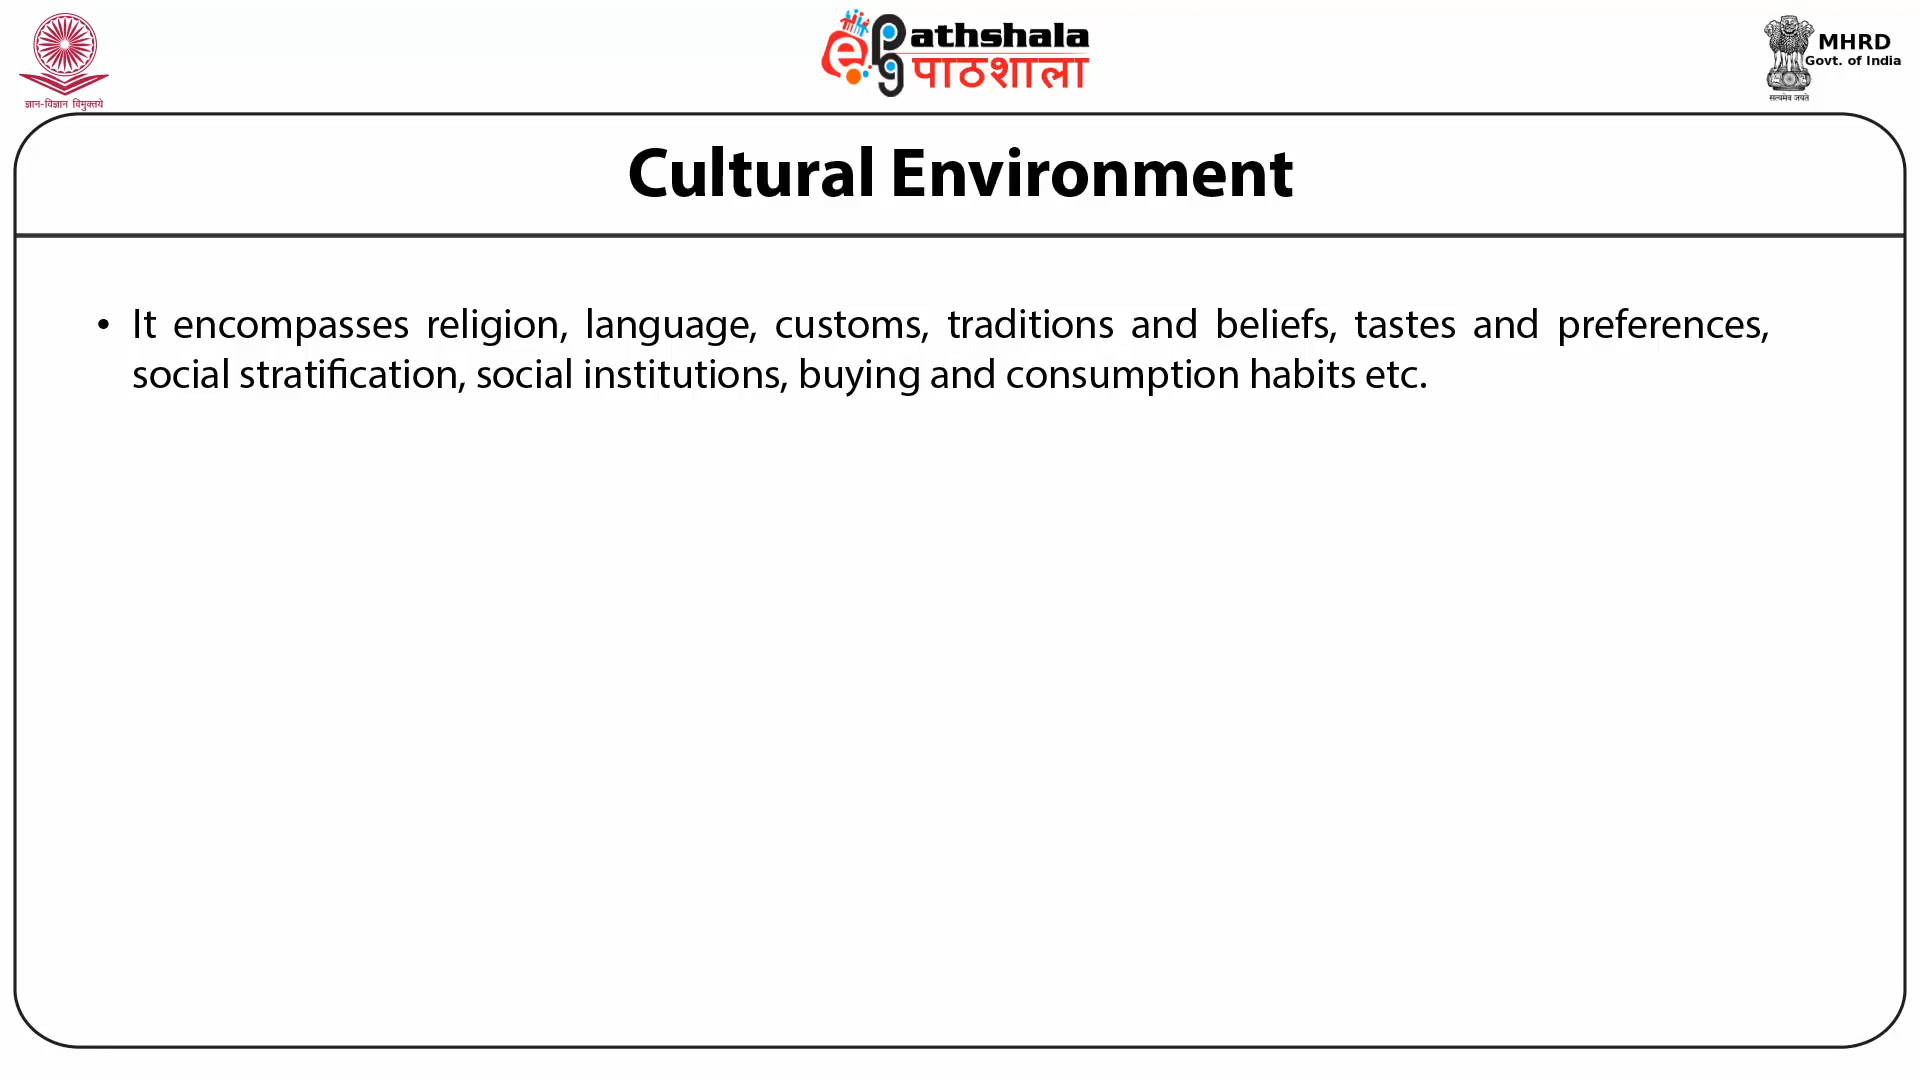 ज्ञान-विज्ञान विमुक्तये
e PG Pathshala
पाठशाला
MHRD
Govt. of India
सत्यमेव जयते
Cultural Environment
• It encompasses religion, language, customs, traditions and beliefs, tastes and preferences,
social stratification, social institutions, buying and consumption habits etc.